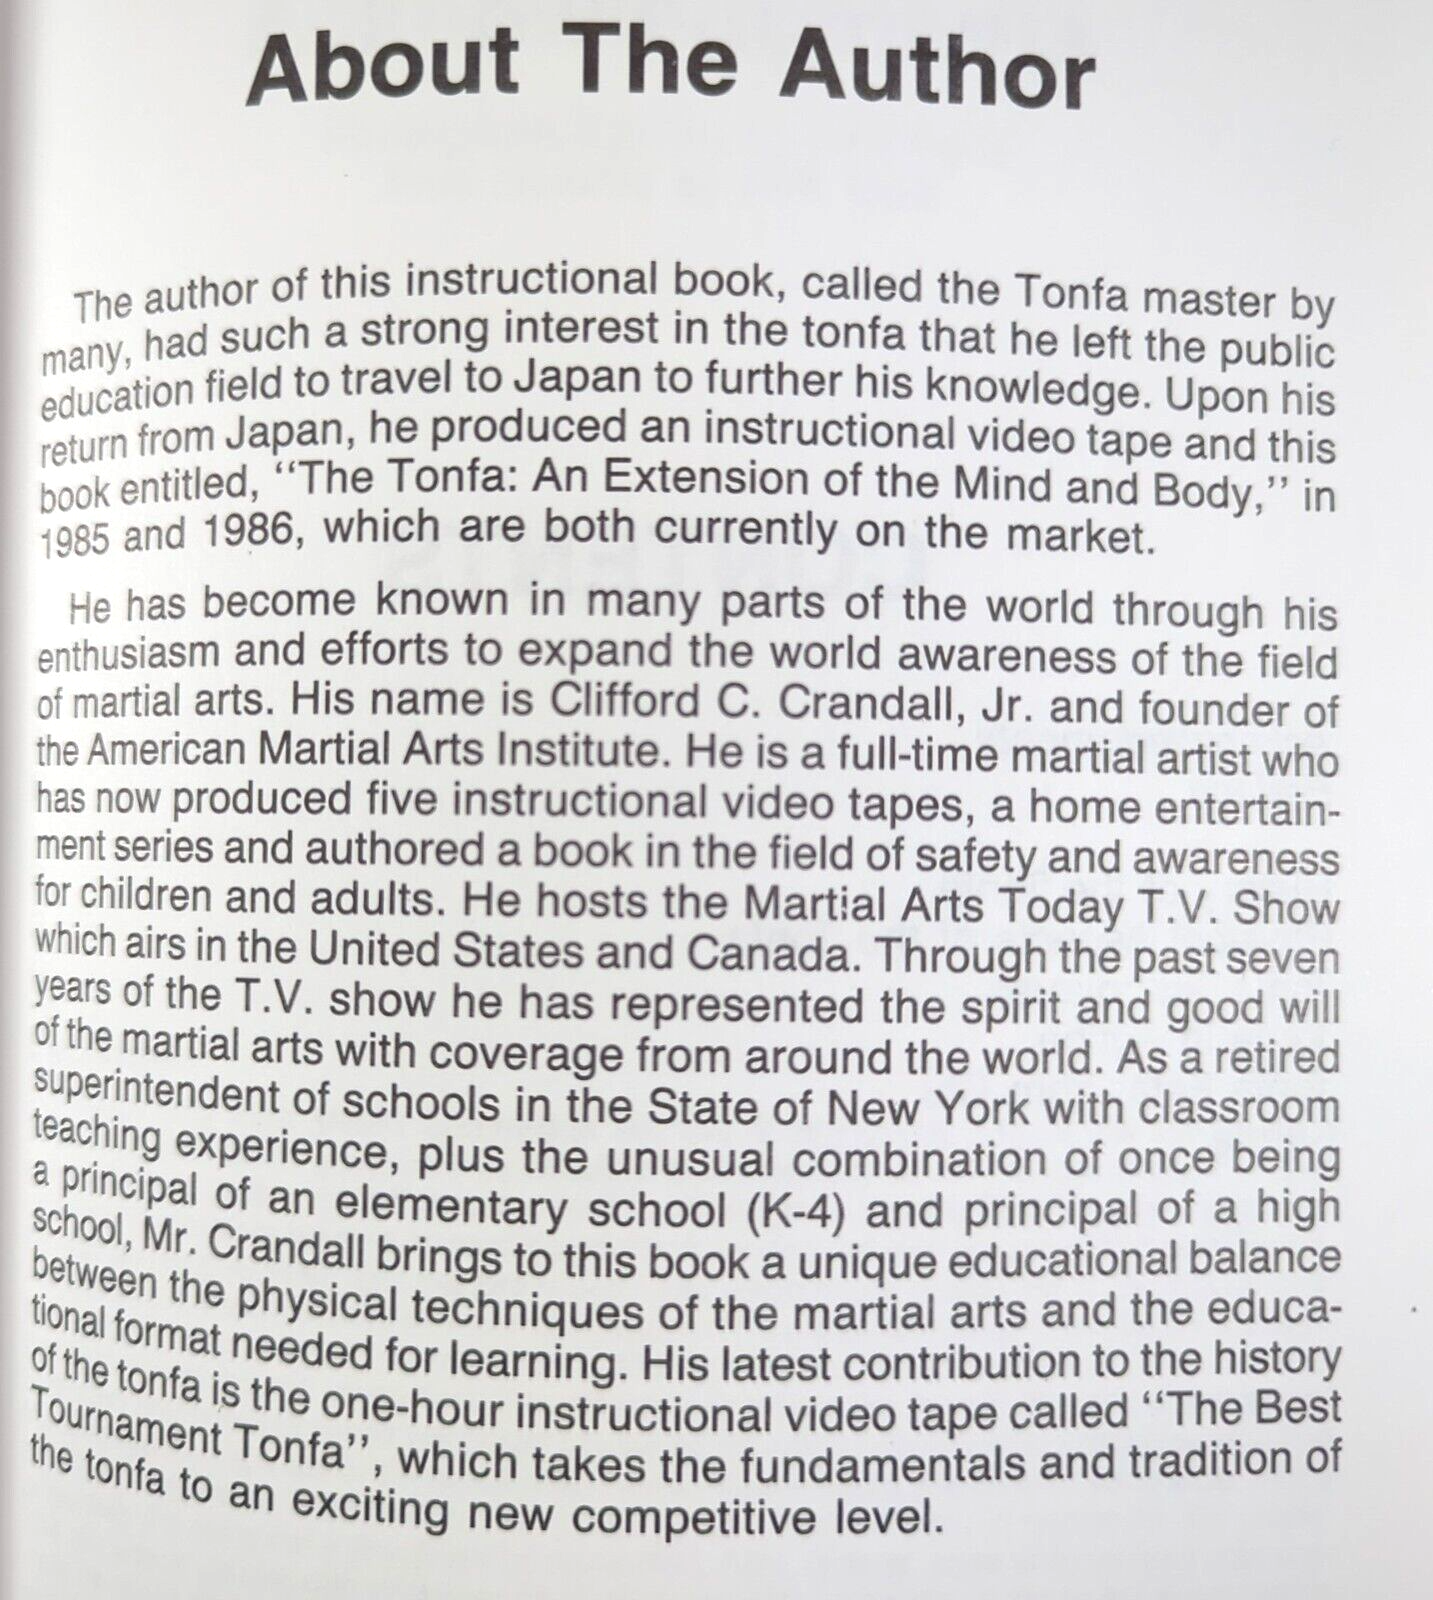 About The Author
The author of this instructional book, called the Tonfa master by
many, had such a strong interest in the tonfa that he left the public
education field to travel to Japan to further his knowledge. Upon his
return from Japan, he produced an instructional video tape and this
book entitled, ‘‘The Tonfa: An Extension of the Mind and Body,’’ in
1985 and 1986, which are both currently on the market.
He has become known in many parts of the world through his
enthusiasm and efforts to expand the world awareness of the field
of martial arts. His name is Clifford C. Crandall, Jr. and founder of
the American Martial Arts Institute. He is a full-time martial artist who
has now produced five instructional video tapes, a home entertain-
ment series and authored a book in the field of safety and awareness
for children and adults. He hosts the Martial Arts Today T.V. Show
which airs in the United States and Canada. Through the past seven
years of the T.V. show he has represented the spirit and good will
of the martial arts with coverage from around the world. As a retired
superintendent of schools in the State of New York with classroom
teaching experience, plus the unusual combination of once being
a principal of an elementary school (K-4) and principal of a high
school, Mr. Crandall brings to this book a unique educational balance
between the physical techniques of the martial arts and the educa-
tional format needed for learning. His latest contribution to the history
of the tonfa is the one-hour instructional video tape called ‘‘The Best
Tournament Tonfa’’, which takes the fundamentals and tradition of
the tonfa to an exciting new competitive level.